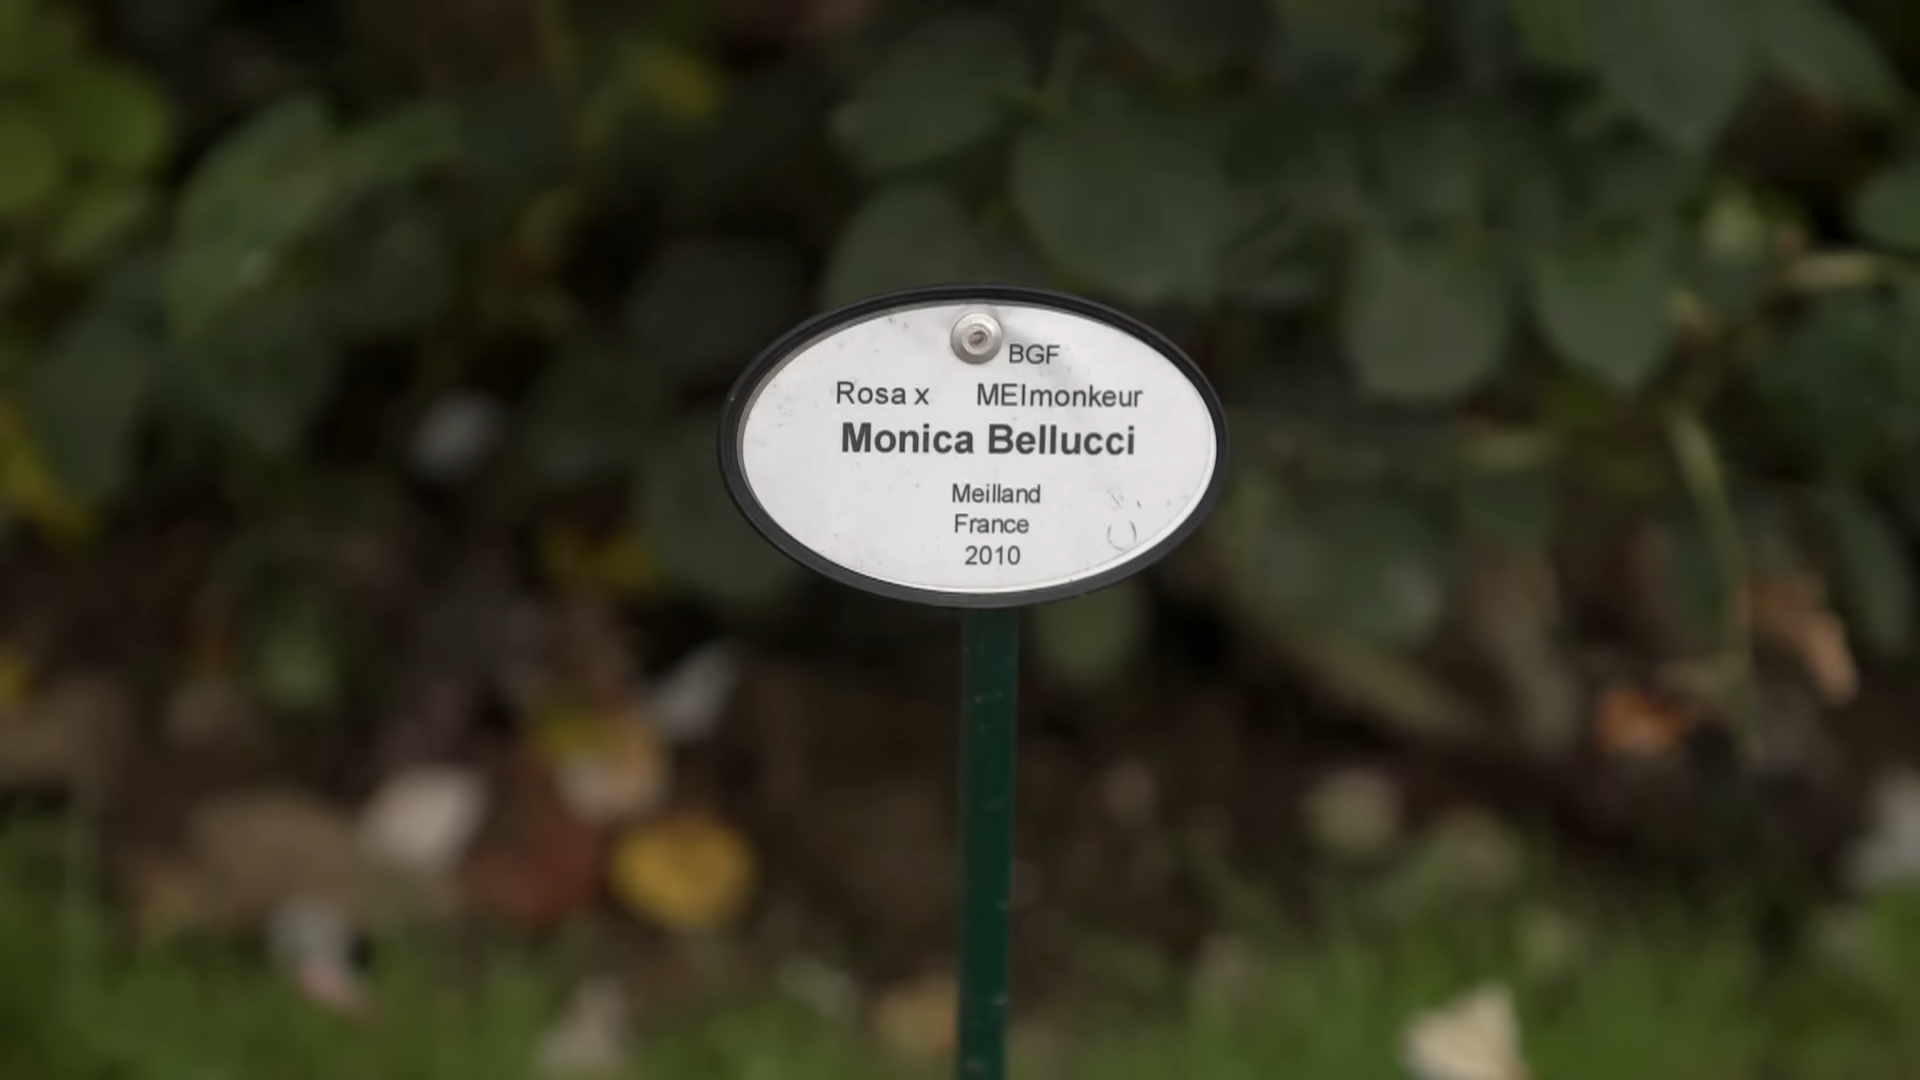 BGF
Rosa x MEImonkeur
Monica Bellucci
Meilland
France
2010